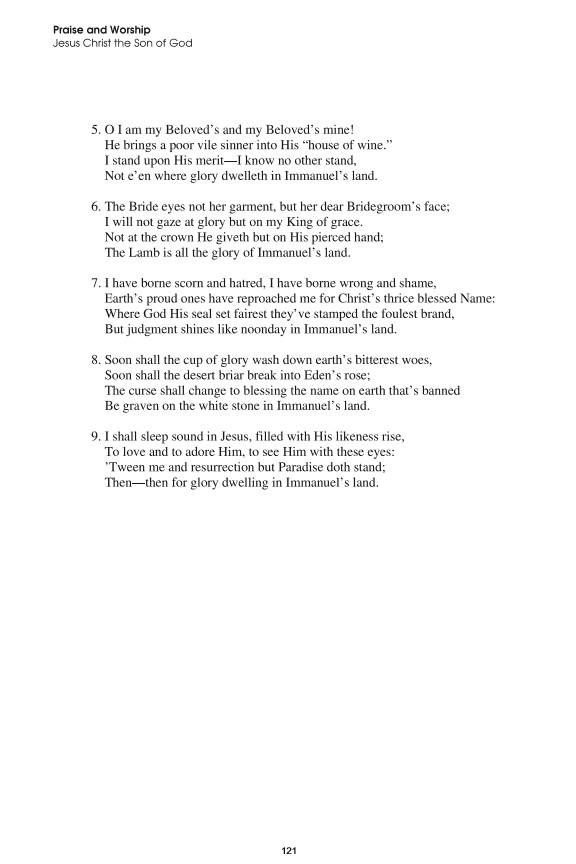 Praise and Worship
Jesus Christ the Son of God
5. O I am my Beloved’s and my Beloved’s mine!
He brings a poor vile sinner into His “house of wine.”
I stand upon His merit—I know no other stand,
Not e’en where glory dwelleth in Immanuel’s land.
6. The Bride eyes not her garment, but her dear Bridegroom’s face;
I will not gaze at glory but on my King of grace.
Not at the crown He giveth but on His pierced hand;
The Lamb is all the glory of Immanuel’s land.
7. I have borne scorn and hatred, I have borne wrong and shame,
Earth’s proud ones have reproached me for Christ’s thrice blessed Name:
Where God His seal set fairest they’ve stamped the foulest brand,
But judgment shines like noonday in Immanuel’s land.
8. Soon shall the cup of glory wash down earth’s bitterest woes,
Soon shall the desert briar break into Eden’s rose;
The curse shall change to blessing the name on earth that’s banned
Be graven on the white stone in Immanuel’s land.
9. I shall sleep sound in Jesus, filled with His likeness rise,
To love and to adore Him, to see Him with these eyes:
’Tween me and resurrection but Paradise doth stand;
Then—then for glory dwelling in Immanuel’s land.
121